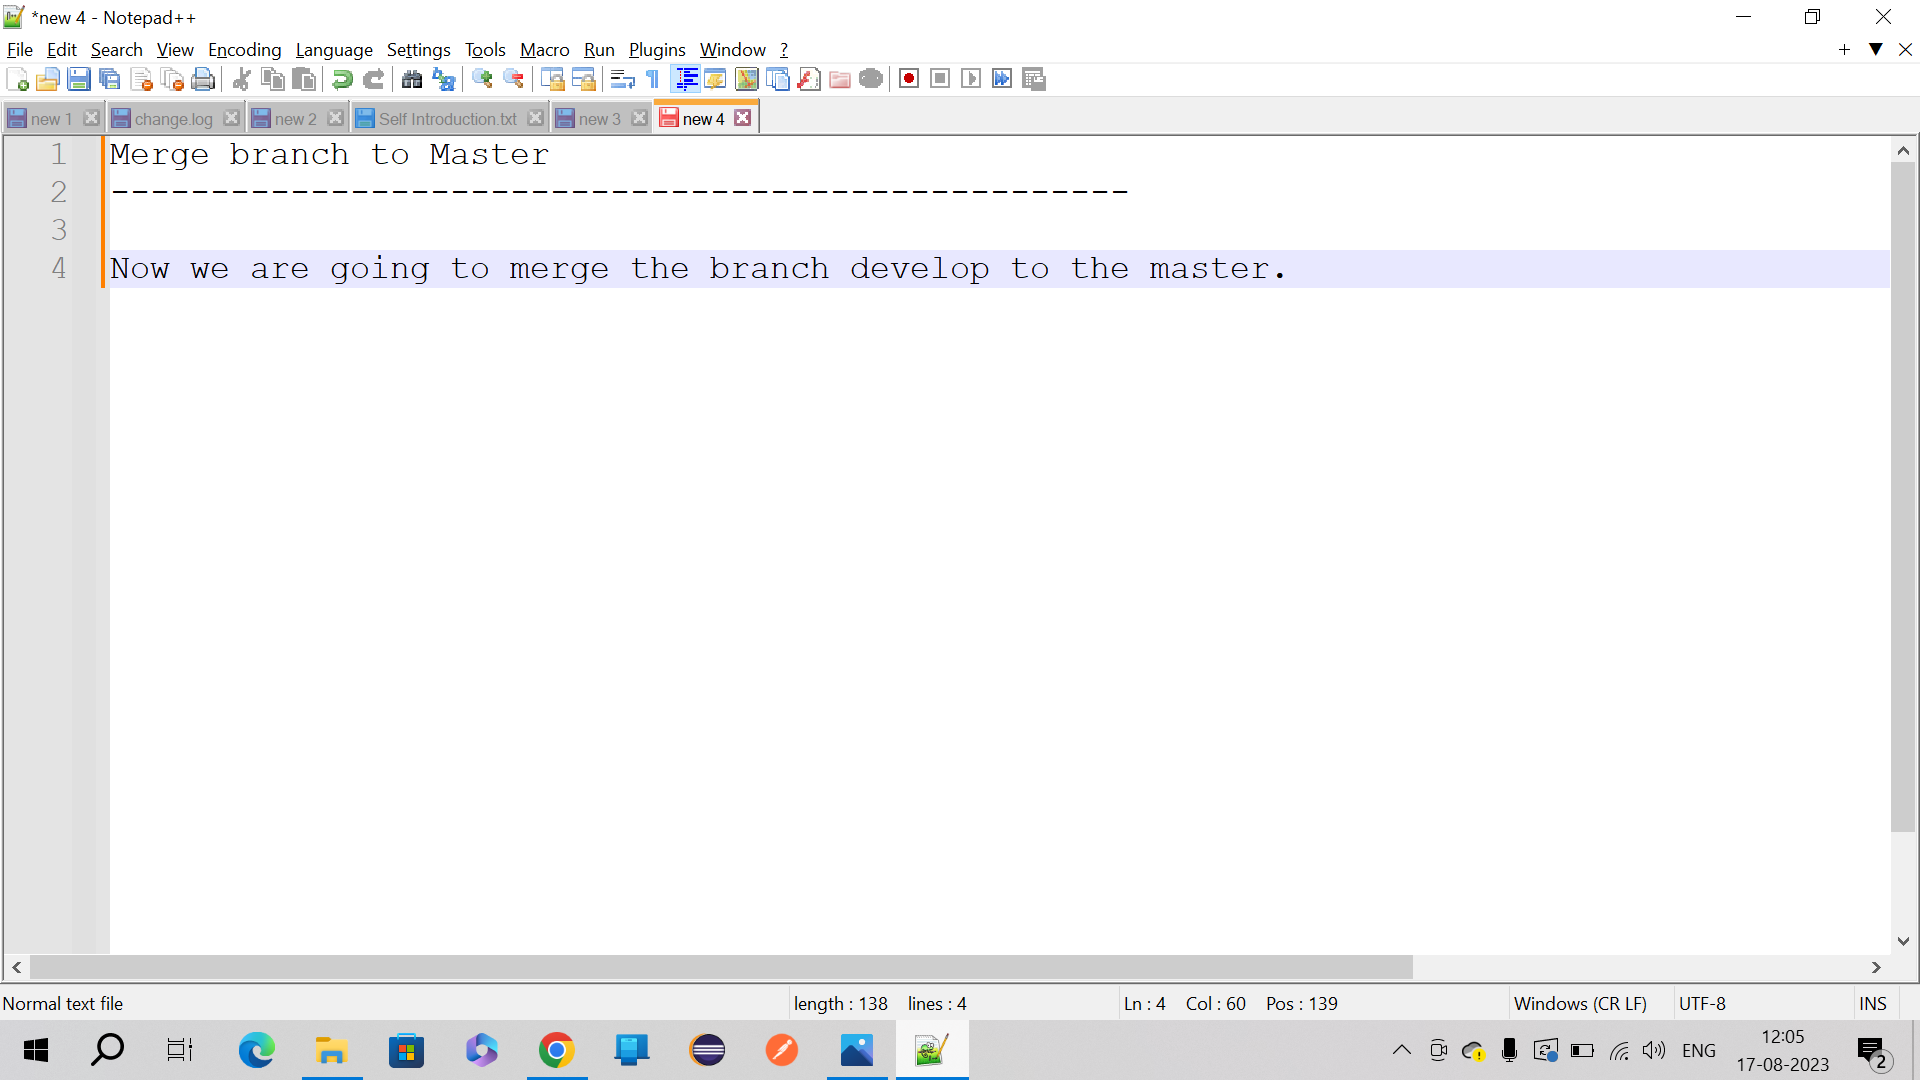 *new 4 - Notepad++
File Edit Search View Encoding Language Settings Tools Macro Run Plugins Window ?
new 1 change.log new 2 Self Introduction.txt new 3 new 4
1 Merge branch to Master
2 ---------------------------------------------------
3
4 Now we are going to merge the branch develop to the master.
Normal text file length : 138 lines : 4 Ln : 4 Col : 60 Pos : 139 Windows (CR LF) UTF-8 INS
ENG 12:05
17-08-2023 2